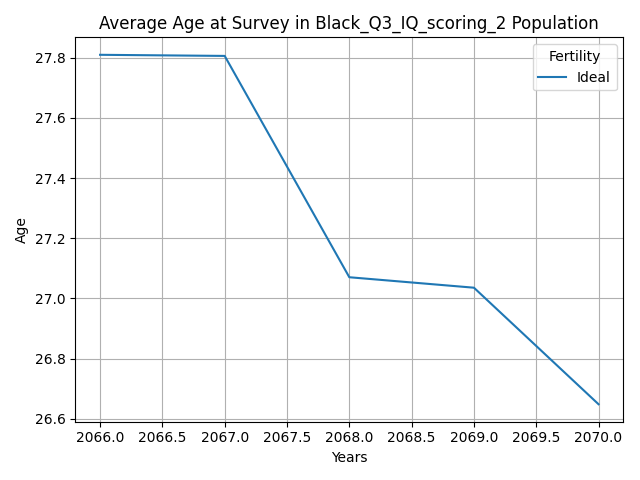 Average Age at Survey in Black_Q3_IQ_scoring_2 Population
Fertility
Ideal
27.8
27.6
27.4
27.2
27.0
26.8
26.6
Age
2066.0 2066.5 2067.0 2067.5 2068.0 2068.5 2069.0 2069.5 2070.0
Years